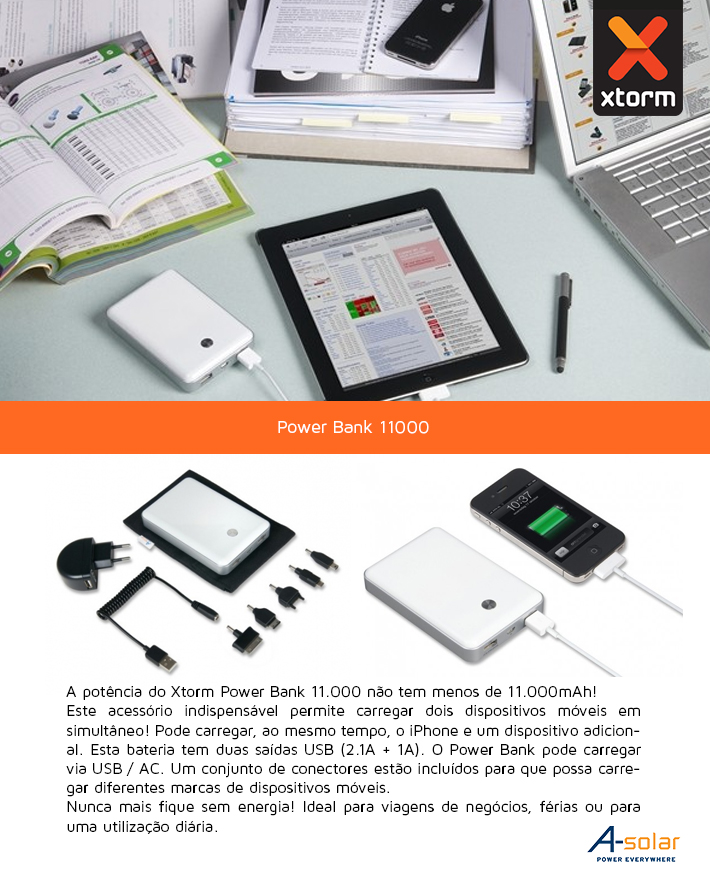 xtorm
iPhone
Power Bank 11000
10:37
A potência do Xtorm Power Bank 11.000 não tem menos de 11.000mAh!
Este acessório indispensável permite carregar dois dispositivos móveis em
simultâneo! Pode carregar, ao mesmo tempo, o iPhone e um dispositivo adicion-
al. Esta bateria tem duas saídas USB (2.1A + 1A). O Power Bank pode carregar
via USB / AC. Um conjunto de conectores estão incluídos para que possa carre-
gar diferentes marcas de dispositivos móveis.
Nunca mais fique sem energia! Ideal para viagens de negócios, férias ou para
uma utilização diária.
A-solar
POWER EVERYWHERE